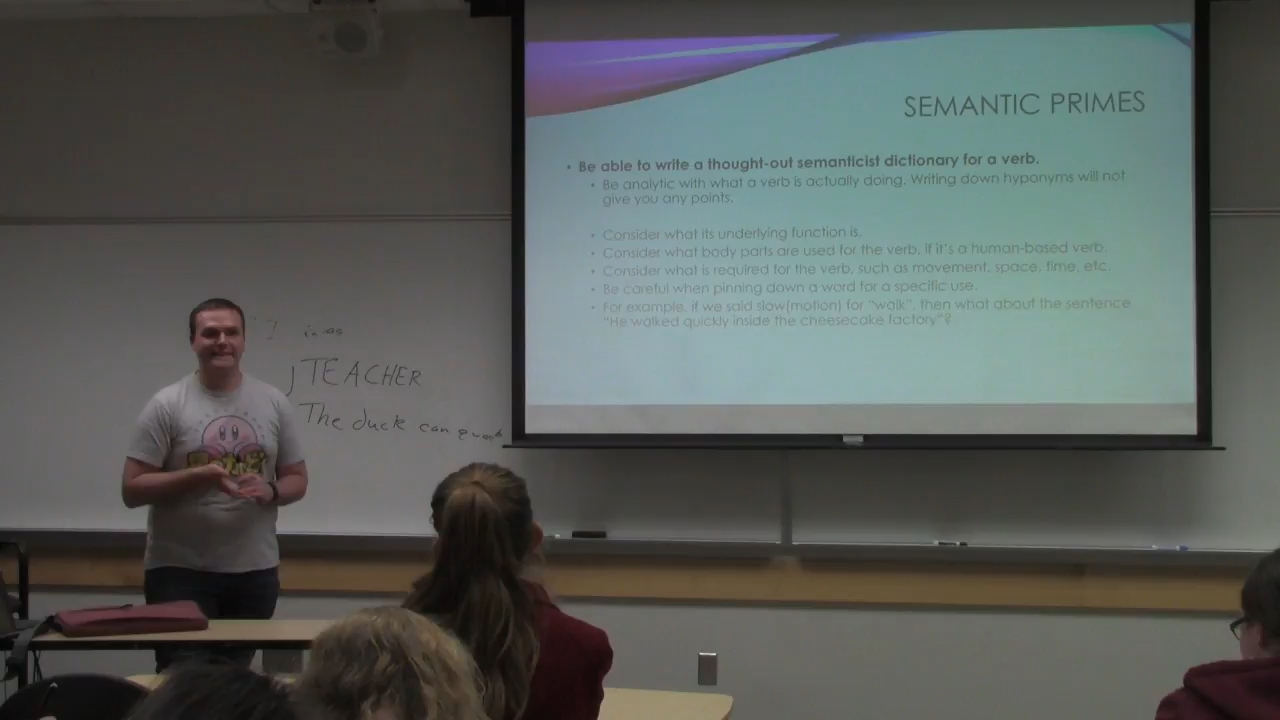 SEMANTIC PRIMES
• Be able to write a thought-out semanticist dictionary for a verb.
• Be analytic with what a verb is actually doing. Writing down hyponyms will not
give you any points.
• Consider what its underlying function is.
• Consider what body parts are used for the verb, if it's a human-based verb.
• Consider what is required for the verb, such as movement, space, time, etc.
• Be careful when pinning down a word for a specific use.
• For example, if we said slow(motion) for "walk", then what about the sentence
"He walked quickly inside the cheesecake factory"?
TEACHER
The duck can